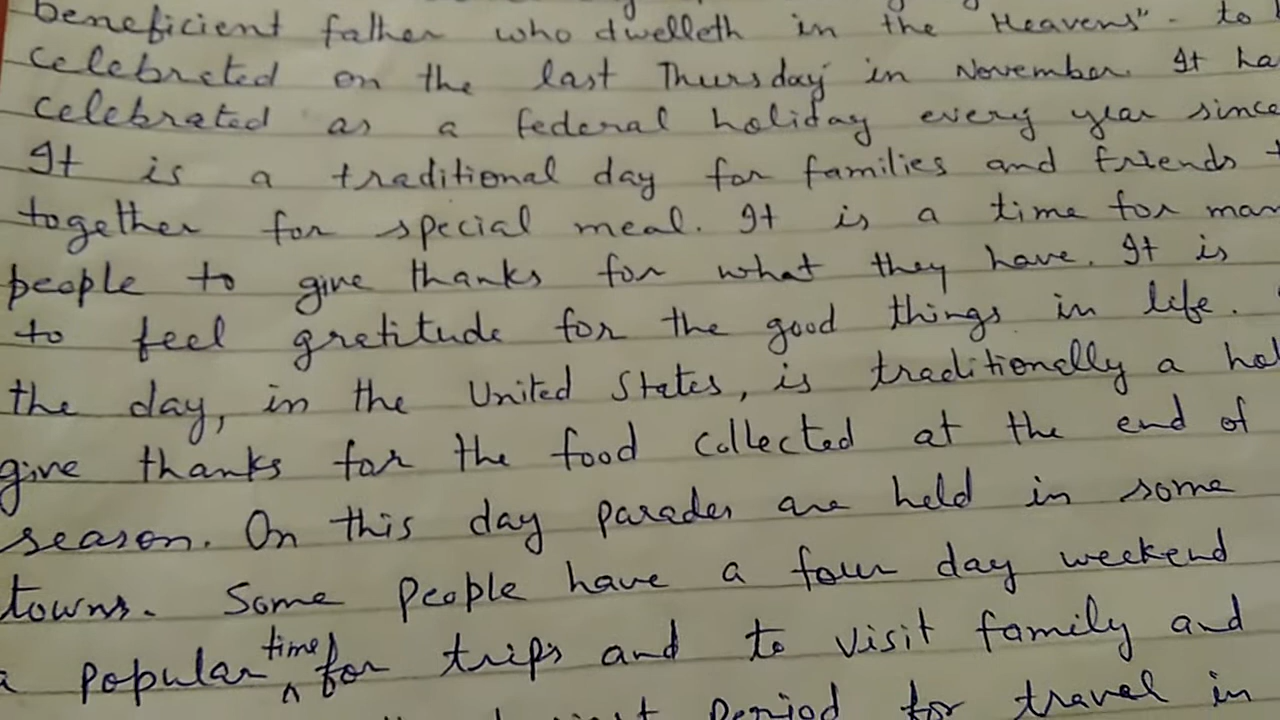 beneficient father who dwelleth in the "Heavens". to
celebreted on the last Thursday in November. It ha
celebrated as a federal holiday every year since
It is a traditional day for families and friends t
together for special meal. It is a time for man
people to give thanks for what they have. It is
to feel gretitude for the good things in life.
the day, in the United States, is traditionally a hol
give thanks for the food collected at the end of
season. On this day parades are held in some
towns. Some people have a four day weekend
a popular time for trips and to visit family and
period for travel in